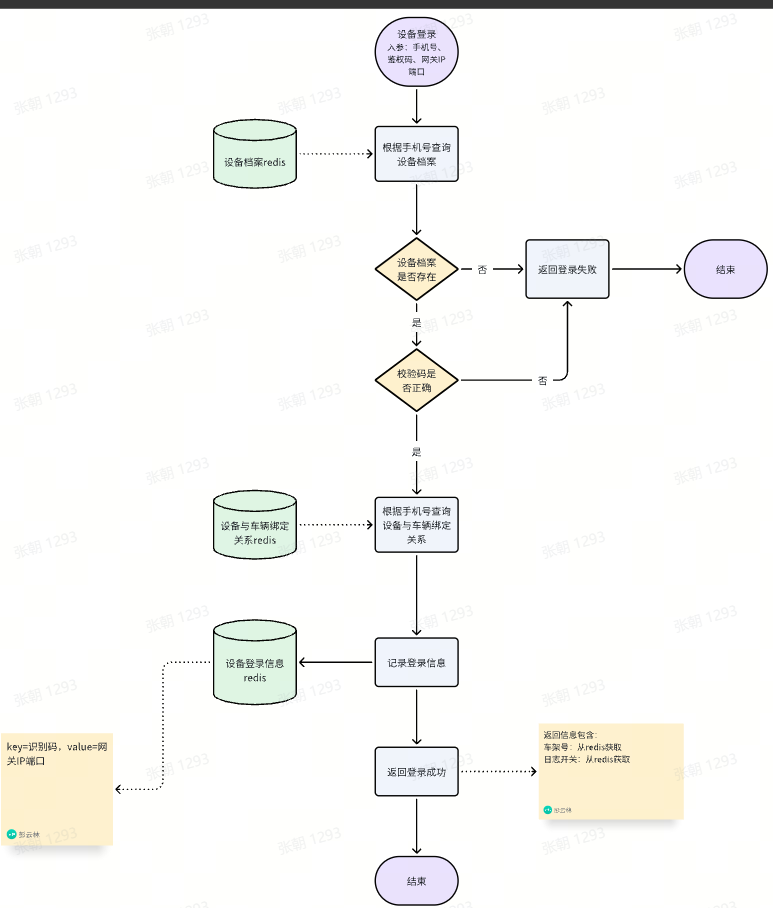 设备登录
入参：手机号、
鉴权码、网关IP
端口
设备档案redis
根据手机号查询
设备档案
设备档案
是否存在
否
返回登录失败
结束
是
校验码是
否正确
否
是
设备与车辆绑定
关系redis
根据手机号查询
设备与车辆绑定
关系
设备登录信息
redis
记录登录信息
key=识别码，value=网
关IP端口
彭云林
返回登录成功
返回信息包含：
车架号：从redis获取
日志开关：从redis获取
彭云林
结束
张朝 1293